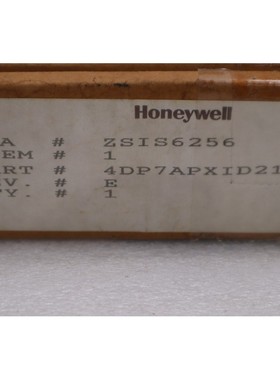 Honeywell
A # ZSIS6256
EM # 1
RT # 4DP7APXID21
V. # E
Y. # 1